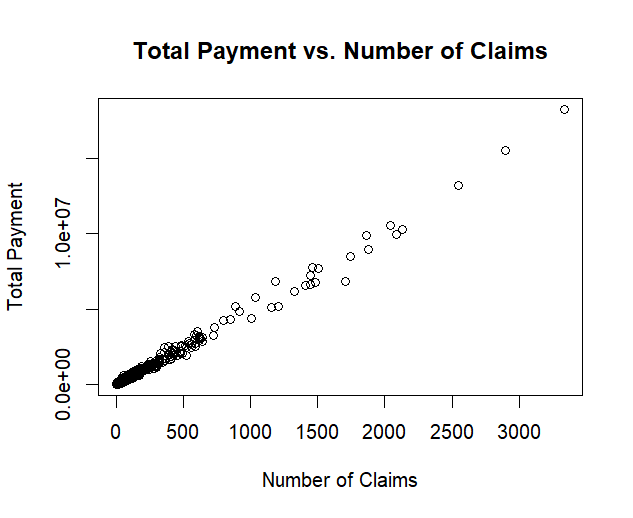 Total Payment vs. Number of Claims
Total Payment
1.0e+07
0.0e+00
0 500 1000 1500 2000 2500 3000
Number of Claims